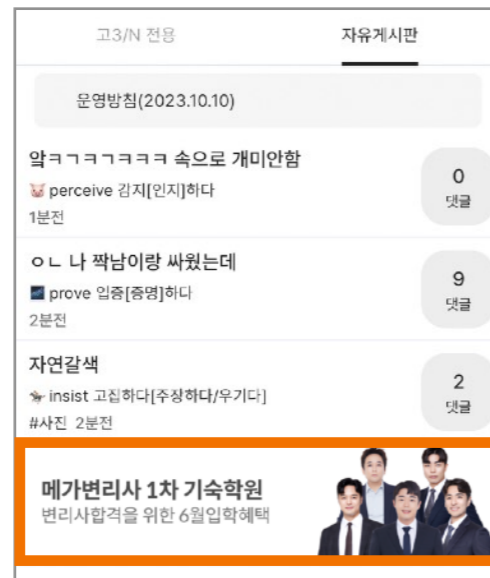 고3/N 전용
자유게시판
운영방침(2023.10.10)
앜ㅋㄱㅋㄱㅋㅋㅋ 속으로 개미안함
perceive 감지[인지]하다
1분전
0
댓글
ㅇㄴ 나 짝남이랑 싸웠는데
prove 입증[증명]하다
2분전
9
댓글
자연갈색
insist 고집하다[주장하다/우기다]
#사진 2분전
2
댓글
메가변리사 1차 기숙학원
변리사합격을 위한 6월입학혜택